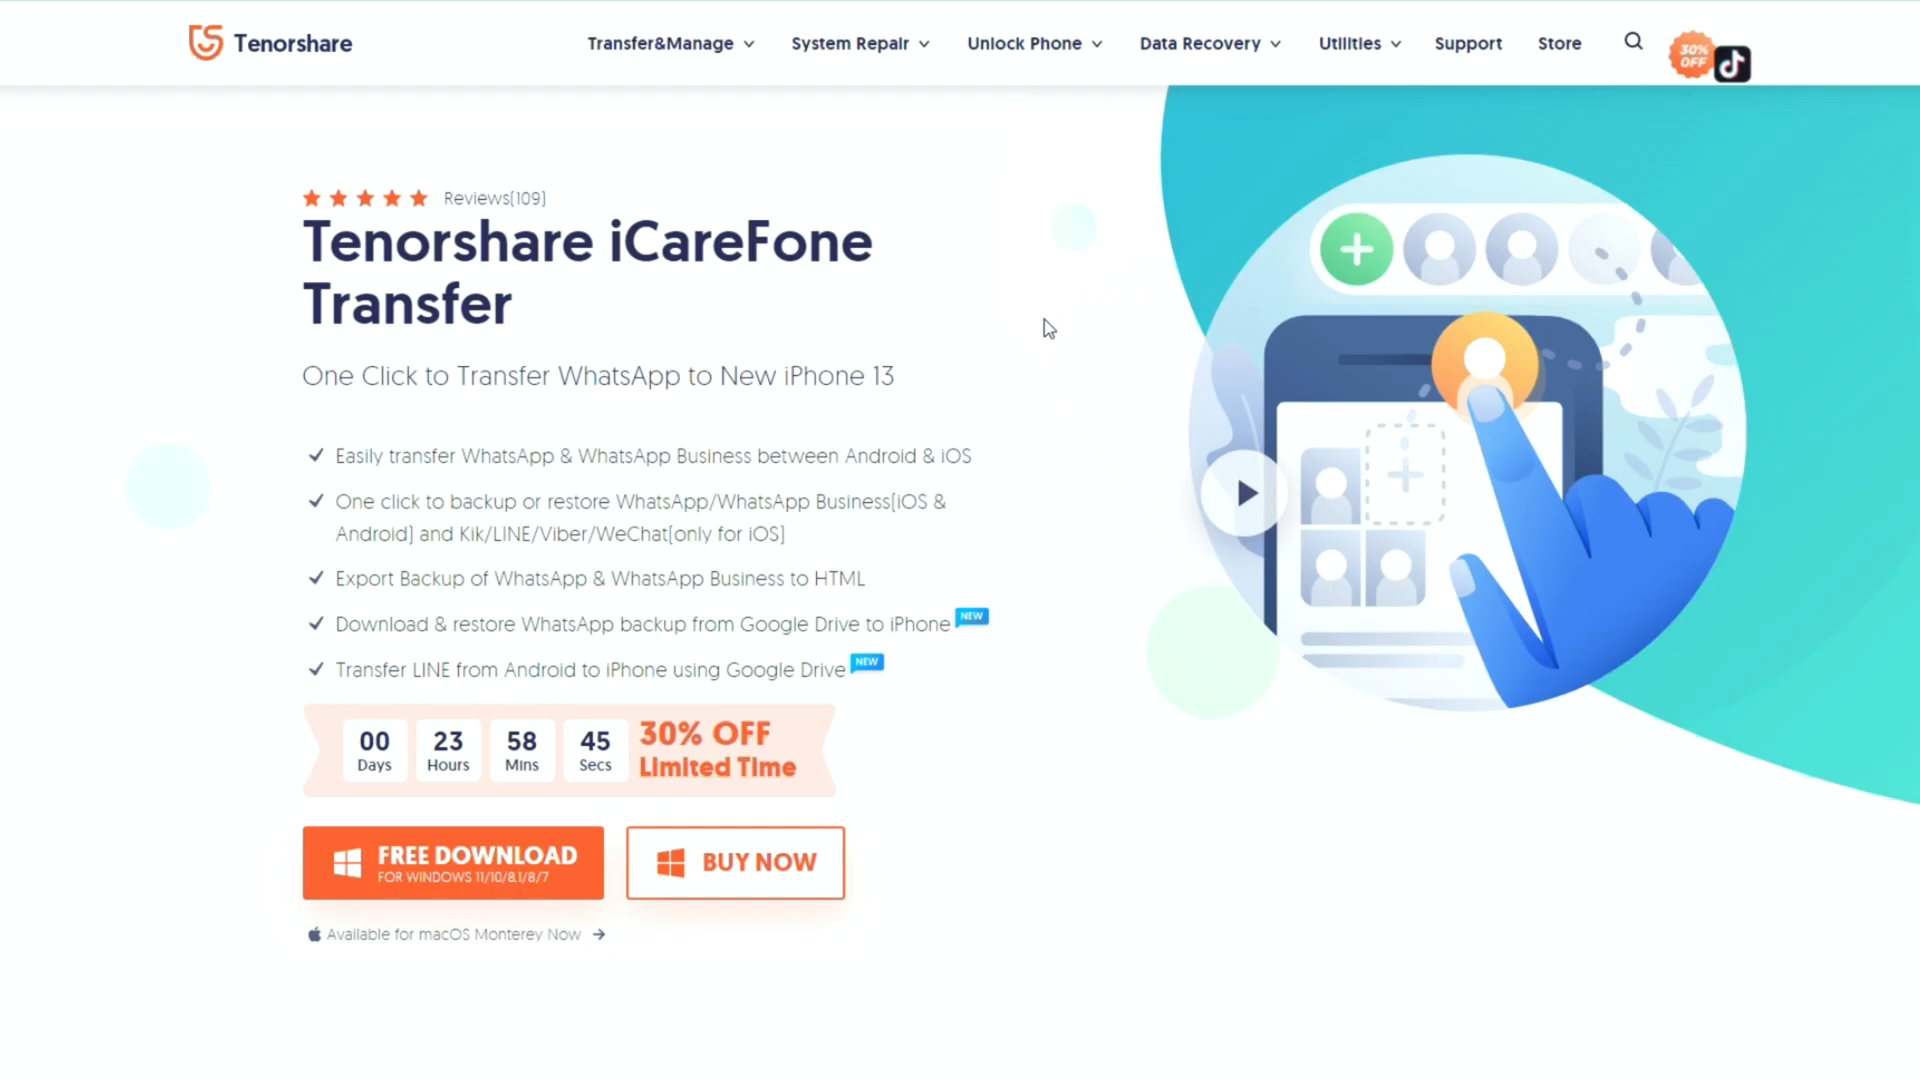 Tenorshare
Transfer&Manage
System Repair
Unlock Phone
Data Recovery
Utilities
Support
Store
30%
OFF
Reviews(109)
Tenorshare iCareFone
Transfer
One Click to Transfer WhatsApp to New iPhone 13
Easily transfer WhatsApp & WhatsApp Business between Android & iOS
One click to backup or restore WhatsApp/WhatsApp Business(iOS &
Android) and Kik/LINE/Viber/WeChat(only for iOS)
Export Backup of WhatsApp & WhatsApp Business to HTML
Download & restore WhatsApp backup from Google Drive to iPhone NEW
Transfer LINE from Android to iPhone using Google Drive NEW
00 23 58 45
Days Hours Mins Secs
30% OFF
Limited Time
FREE DOWNLOAD
FOR WINDOWS 11/10/8.1/8/7
BUY NOW
Available for macOS Monterey Now